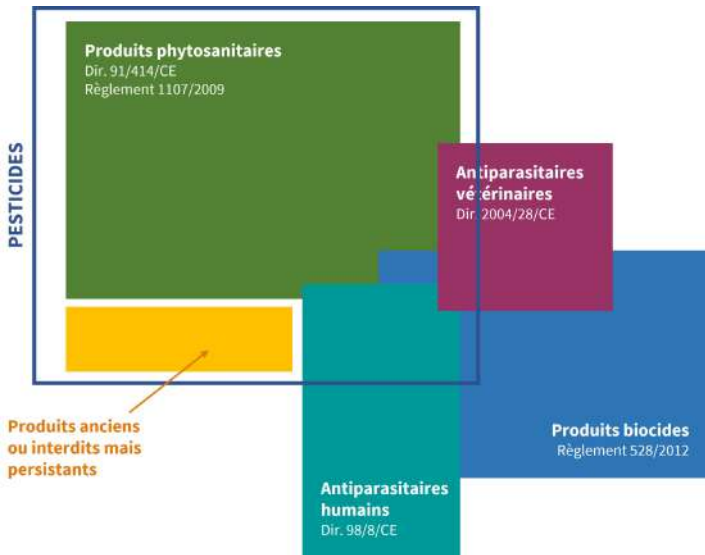 PESTICIDES
Produits phytosanitaires
Dir. 91/414/CE
Règlement 1107/2009
Antiparasitaires
vétérinaires
Dir. 2004/28/CE
Produits anciens
ou interdits mais
persistants
Produits biocides
Règlement 528/2012
Antiparasitaires
humains
Dir. 98/8/CE